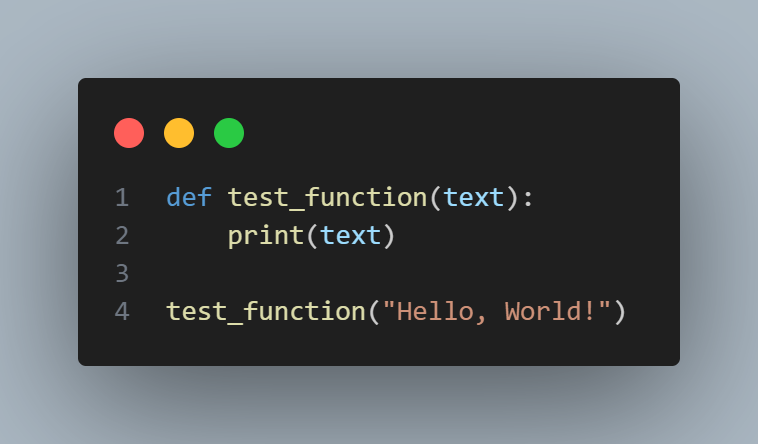 1 def test_function(text):
2     print(text)
3
4 test_function("Hello, World!")